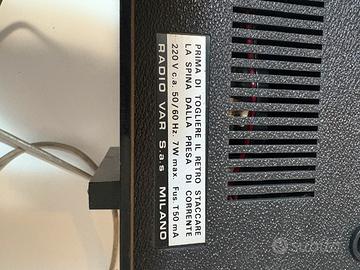 PRIMA DI TOGLIERE IL RETRO STACCARE
LA SPINA DALLA PRESA DI CORRENTE
220 V c.a. 50/60 Hz. 7W max. Fus. T 50 mA
RADIO VAR S.a.s MILANO
subito